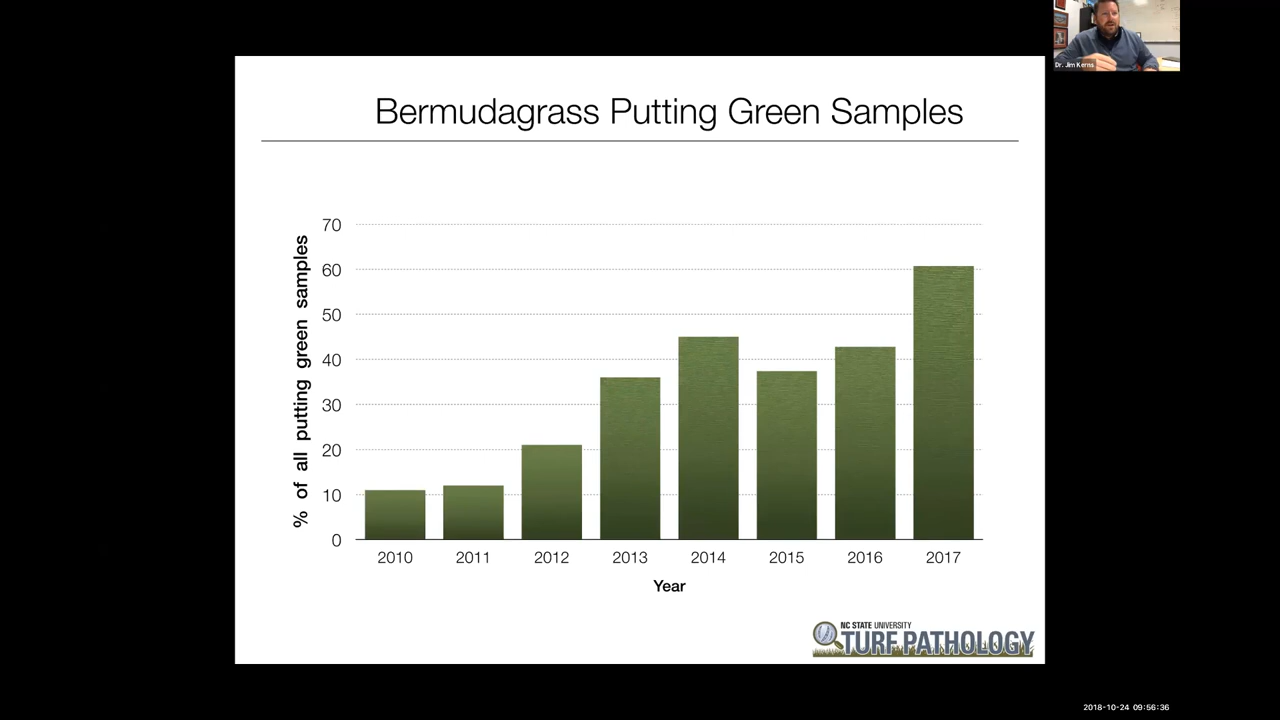 Dr. Jim Kerns
Bermudagrass Putting Green Samples
% of all putting green samples
70
60
50
40
30
20
10
0
2010 2011 2012 2013 2014 2015 2016 2017
Year
NC STATE UNIVERSITY
TURF PATHOLOGY
2018-10-24 09:56:36